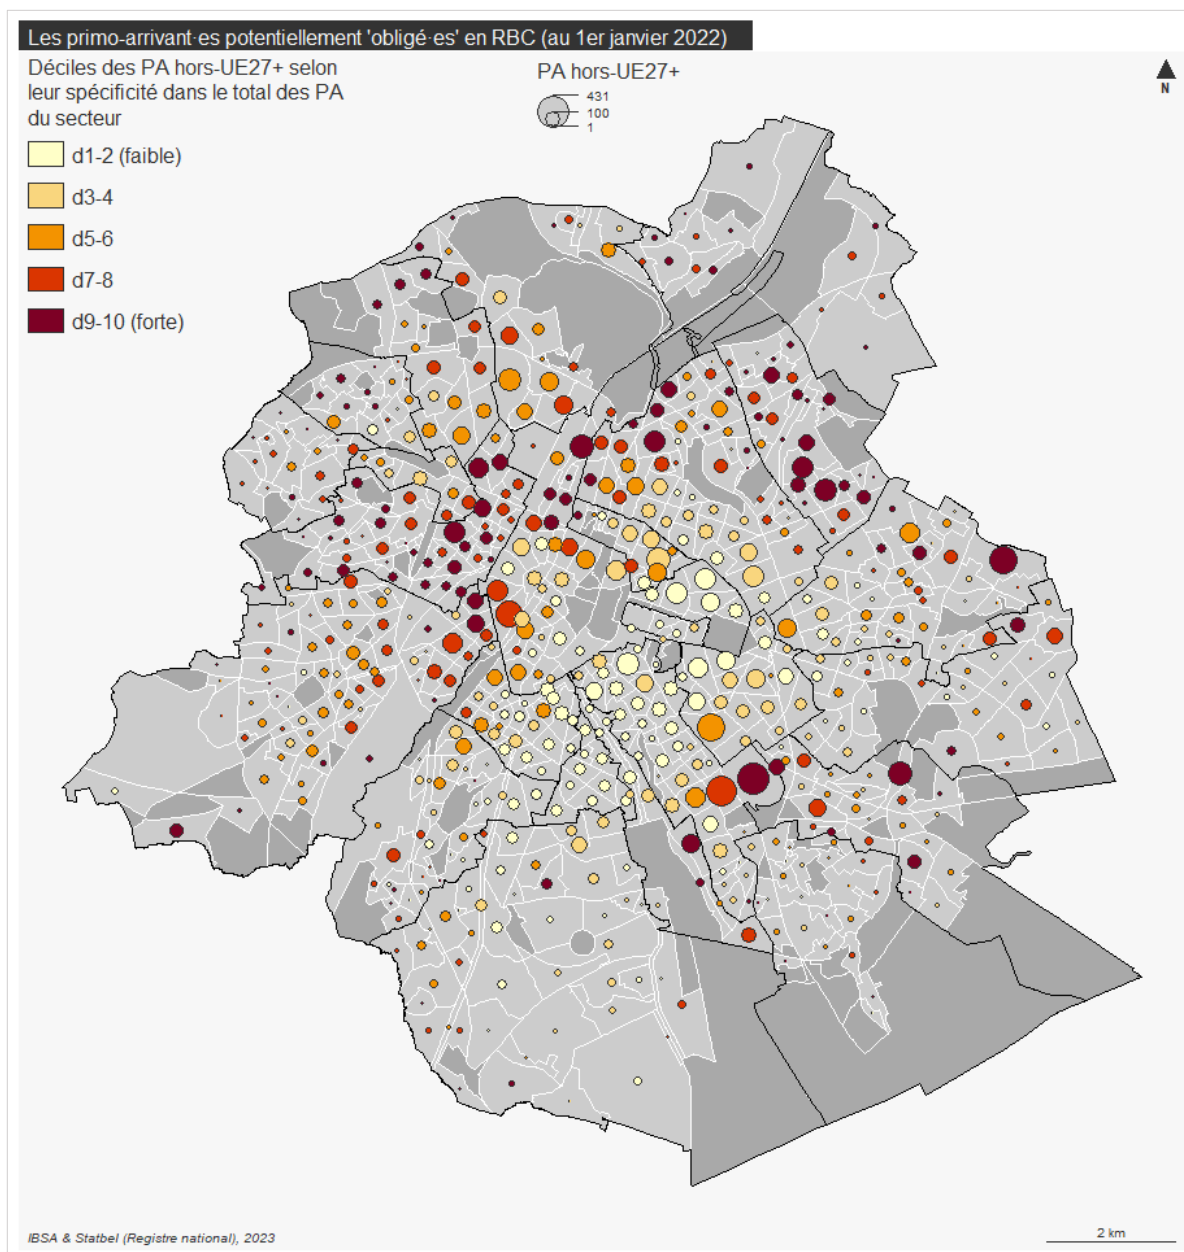 Les primo-arrivant·es potentiellement 'obligé·es' en RBC (au 1er janvier 2022)
Déciles des PA hors-UE27+ selon
leur spécificité dans le total des PA
du secteur
d1-2 (faible)
d3-4
d5-6
d7-8
d9-10 (forte)
PA hors-UE27+
431
100
1
N
IBSA & Statbel (Registre national), 2023
2 km